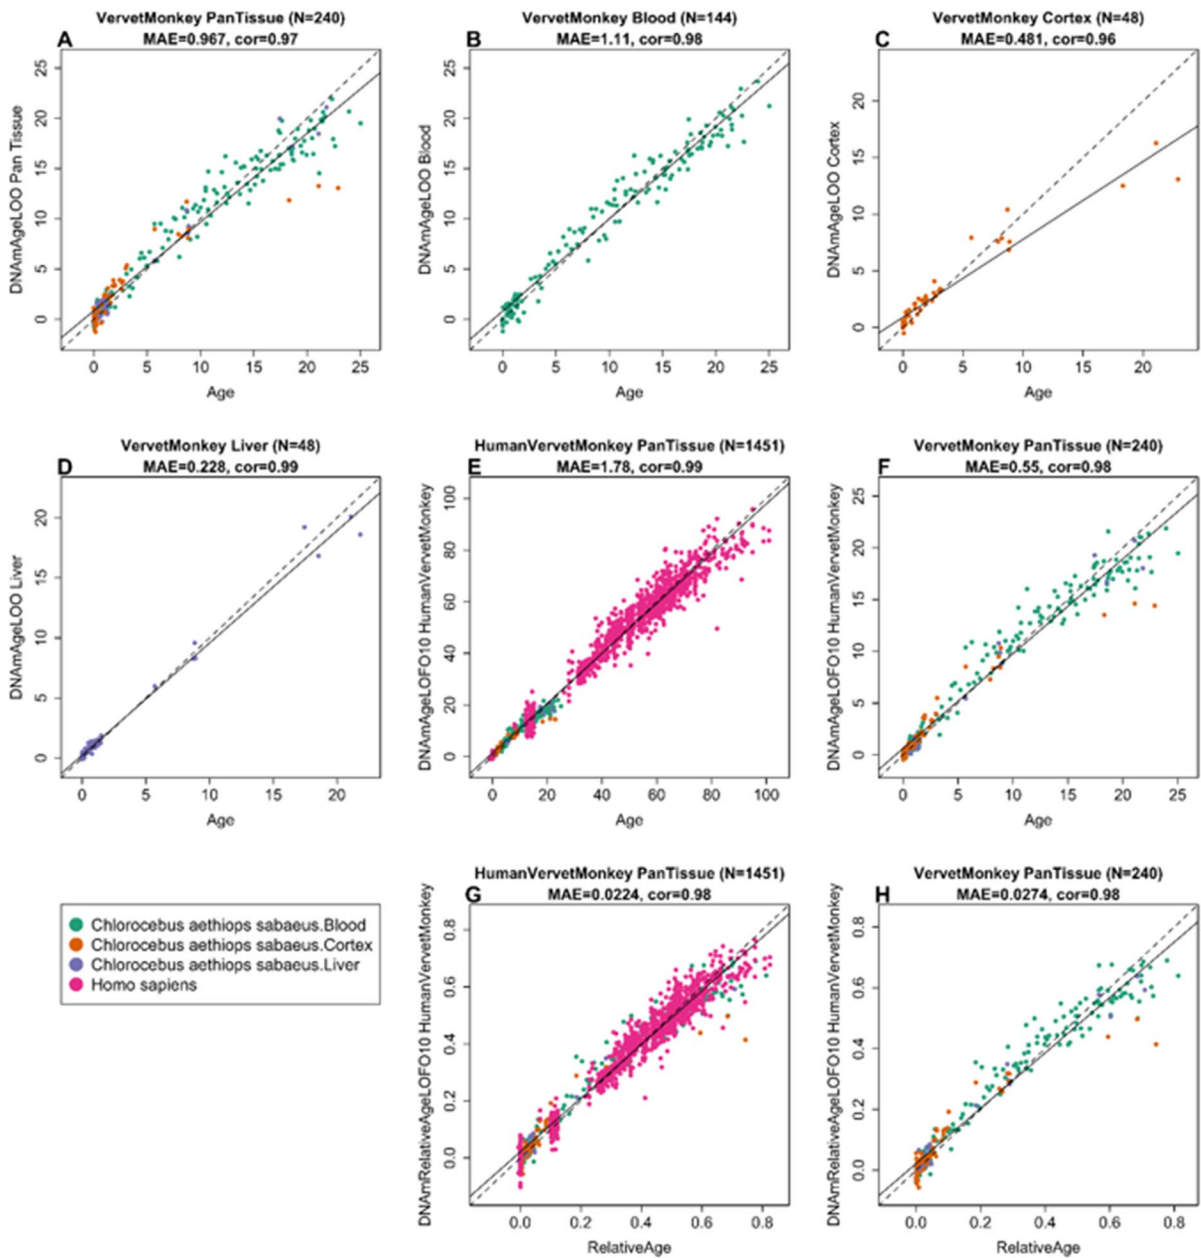 VervetMonkey PanTissue (N=240)
A MAE=0.967, cor=0.97
DNAmAgeLOO Pan Tissue
0 5 10 15 20 25
0 5 10 15 20 25
Age
VervetMonkey Blood (N=144)
B MAE=1.11, cor=0.98
DNAmAgeLOO Blood
0 5 10 15 20 25
0 5 10 15 20 25
Age
VervetMonkey Cortex (N=48)
C MAE=0.481, cor=0.96
DNAmAgeLOO Cortex
0 5 10 15 20
0 5 10 15 20
Age
VervetMonkey Liver (N=48)
D MAE=0.228, cor=0.99
DNAmAgeLOO Liver
0 5 10 15 20
0 5 10 15 20
Age
HumanVervetMonkey PanTissue (N=1451)
E MAE=1.78, cor=0.99
DNAmAgeLOFO10 HumanVervetMonkey
0 20 40 60 80 100
0 20 40 60 80 100
Age
VervetMonkey PanTissue (N=240)
F MAE=0.55, cor=0.98
DNAmAgeLOFO10 HumanVervetMonkey
0 5 10 15 20 25
0 5 10 15 20 25
Age
Chlorocebus aethiops sabaeus.Blood
Chlorocebus aethiops sabaeus.Cortex
Chlorocebus aethiops sabaeus.Liver
Homo sapiens
HumanVervetMonkey PanTissue (N=1451)
G MAE=0.0224, cor=0.98
DNAmRelativeAgeLOFO10 HumanVervetMonkey
0.0 0.2 0.4 0.6 0.8
0.0 0.2 0.4 0.6 0.8
RelativeAge
VervetMonkey PanTissue (N=240)
H MAE=0.0274, cor=0.98
DNAmRelativeAgeLOFO10 HumanVervetMonkey
0.0 0.2 0.4 0.6 0.8
0.0 0.2 0.4 0.6 0.8
RelativeAge